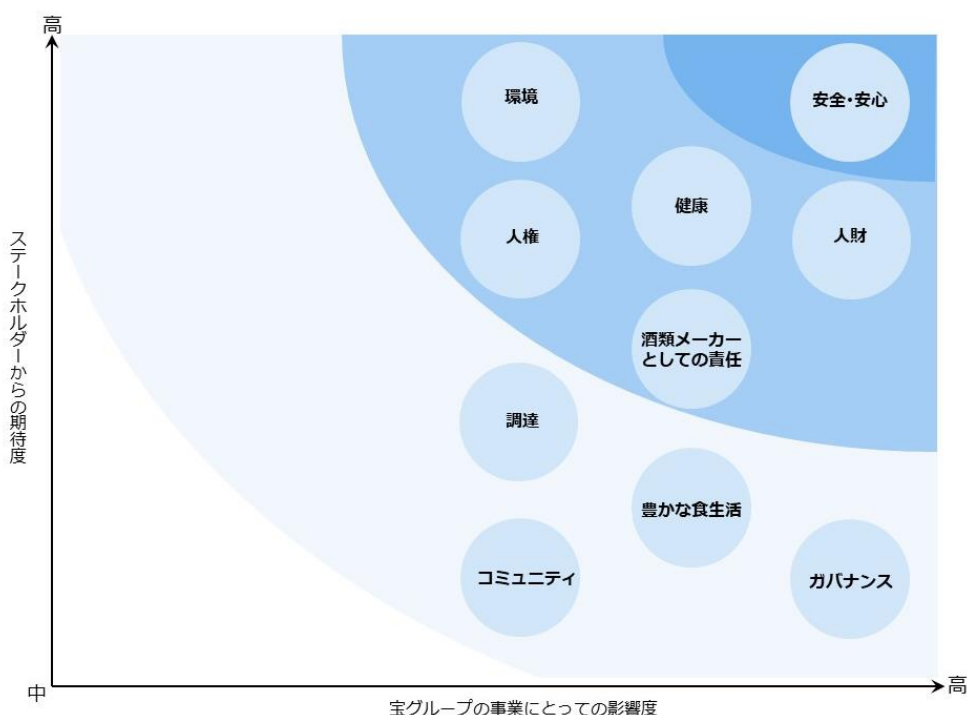 高
環境
安全・安心
健康
人権
人財
ステークホルダーからの期待度
酒類メーカー
としての責任
調達
豊かな食生活
コミュニティ
ガバナンス
中
高
宝グループの事業にとっての影響度